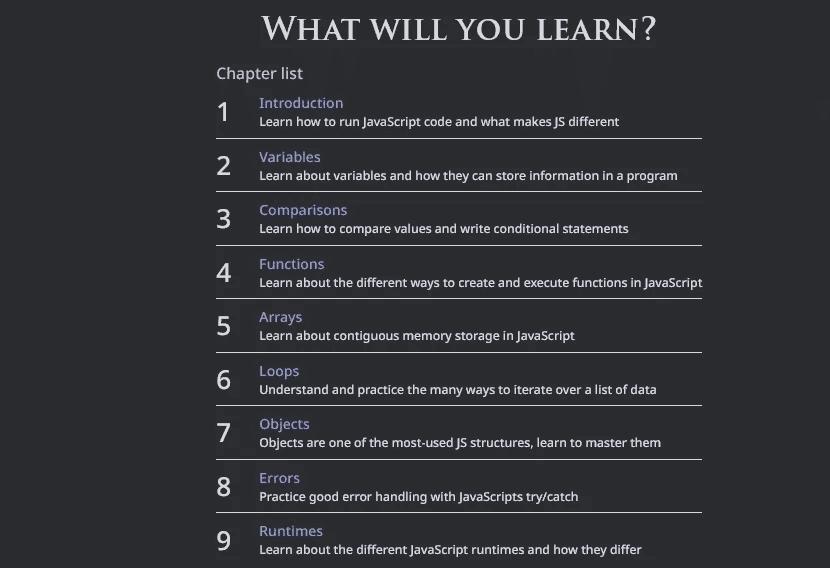 WHAT WILL YOU LEARN?
Chapter list
1
Introduction
Learn how to run JavaScript code and what makes JS different
2
Variables
Learn about variables and how they can store information in a program
3
Comparisons
Learn how to compare values and write conditional statements
4
Functions
Learn about the different ways to create and execute functions in JavaScript
5
Arrays
Learn about contiguous memory storage in JavaScript
6
Loops
Understand and practice the many ways to iterate over a list of data
7
Objects
Objects are one of the most-used JS structures, learn to master them
8
Errors
Practice good error handling with JavaScripts try/catch
9
Runtimes
Learn about the different JavaScript runtimes and how they differ